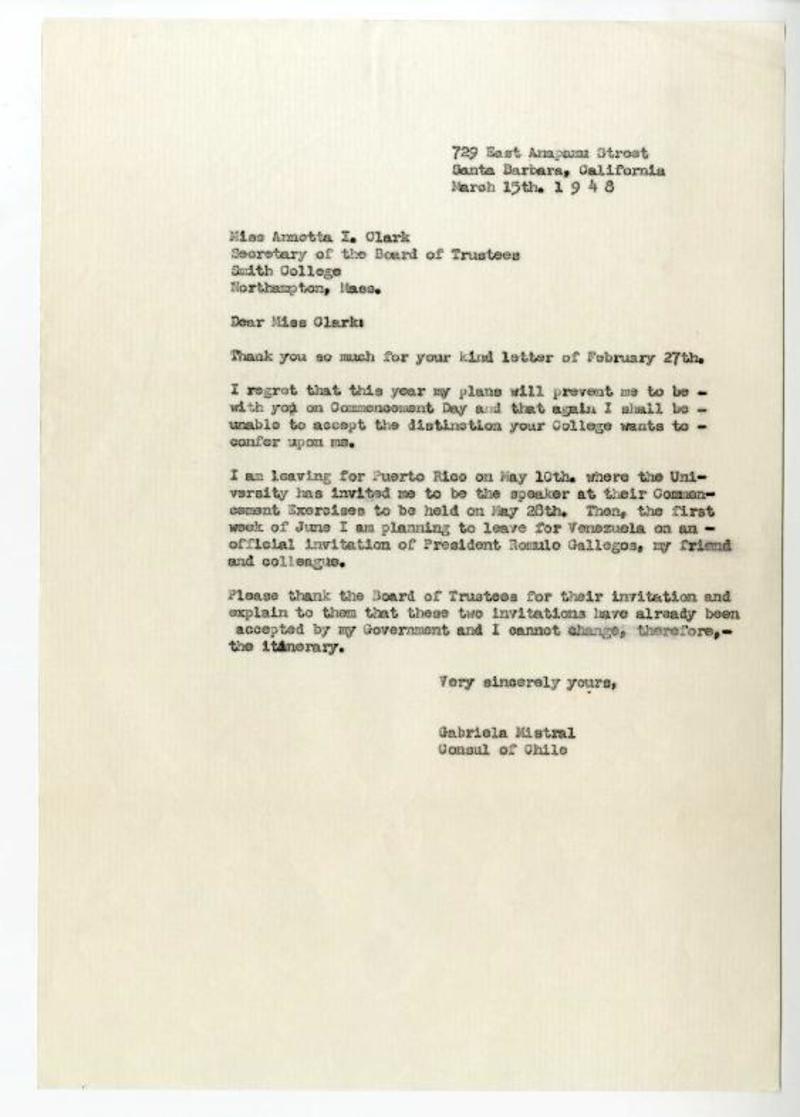 729 East Anapamu Street
Santa Barbara, California
March 15th. 1 9 4 8
Miss Annetta I. Clark
Secretary of the Board of Trustees
Smith College
Northampton, Mass.
Dear Miss Clark:
Thank you so much for your kind letter of February 27th.
I regret that this year my plans will prevent me to be -
with you on Commencement Day and that again I shall be -
unable to accept the distinction your College wants to -
confer upon me.
I am leaving for Puerto Rico on May 10th. where the Uni-
versity has invited me to be the speaker at their Commen-
cement Exercises to be held on May 28th. Then, the first
week of June I am planning to leave for Venezuela on an -
official invitation of President Romulo Gallegos, my friend
and colleague.
Please thank the Board of Trustees for their invitation and
explain to them that these two invitations have already been
accepted by my Government and I cannot change, therefore,-
the itinerary.
Very sincerely yours,
Gabriela Mistral
Consul of Chile